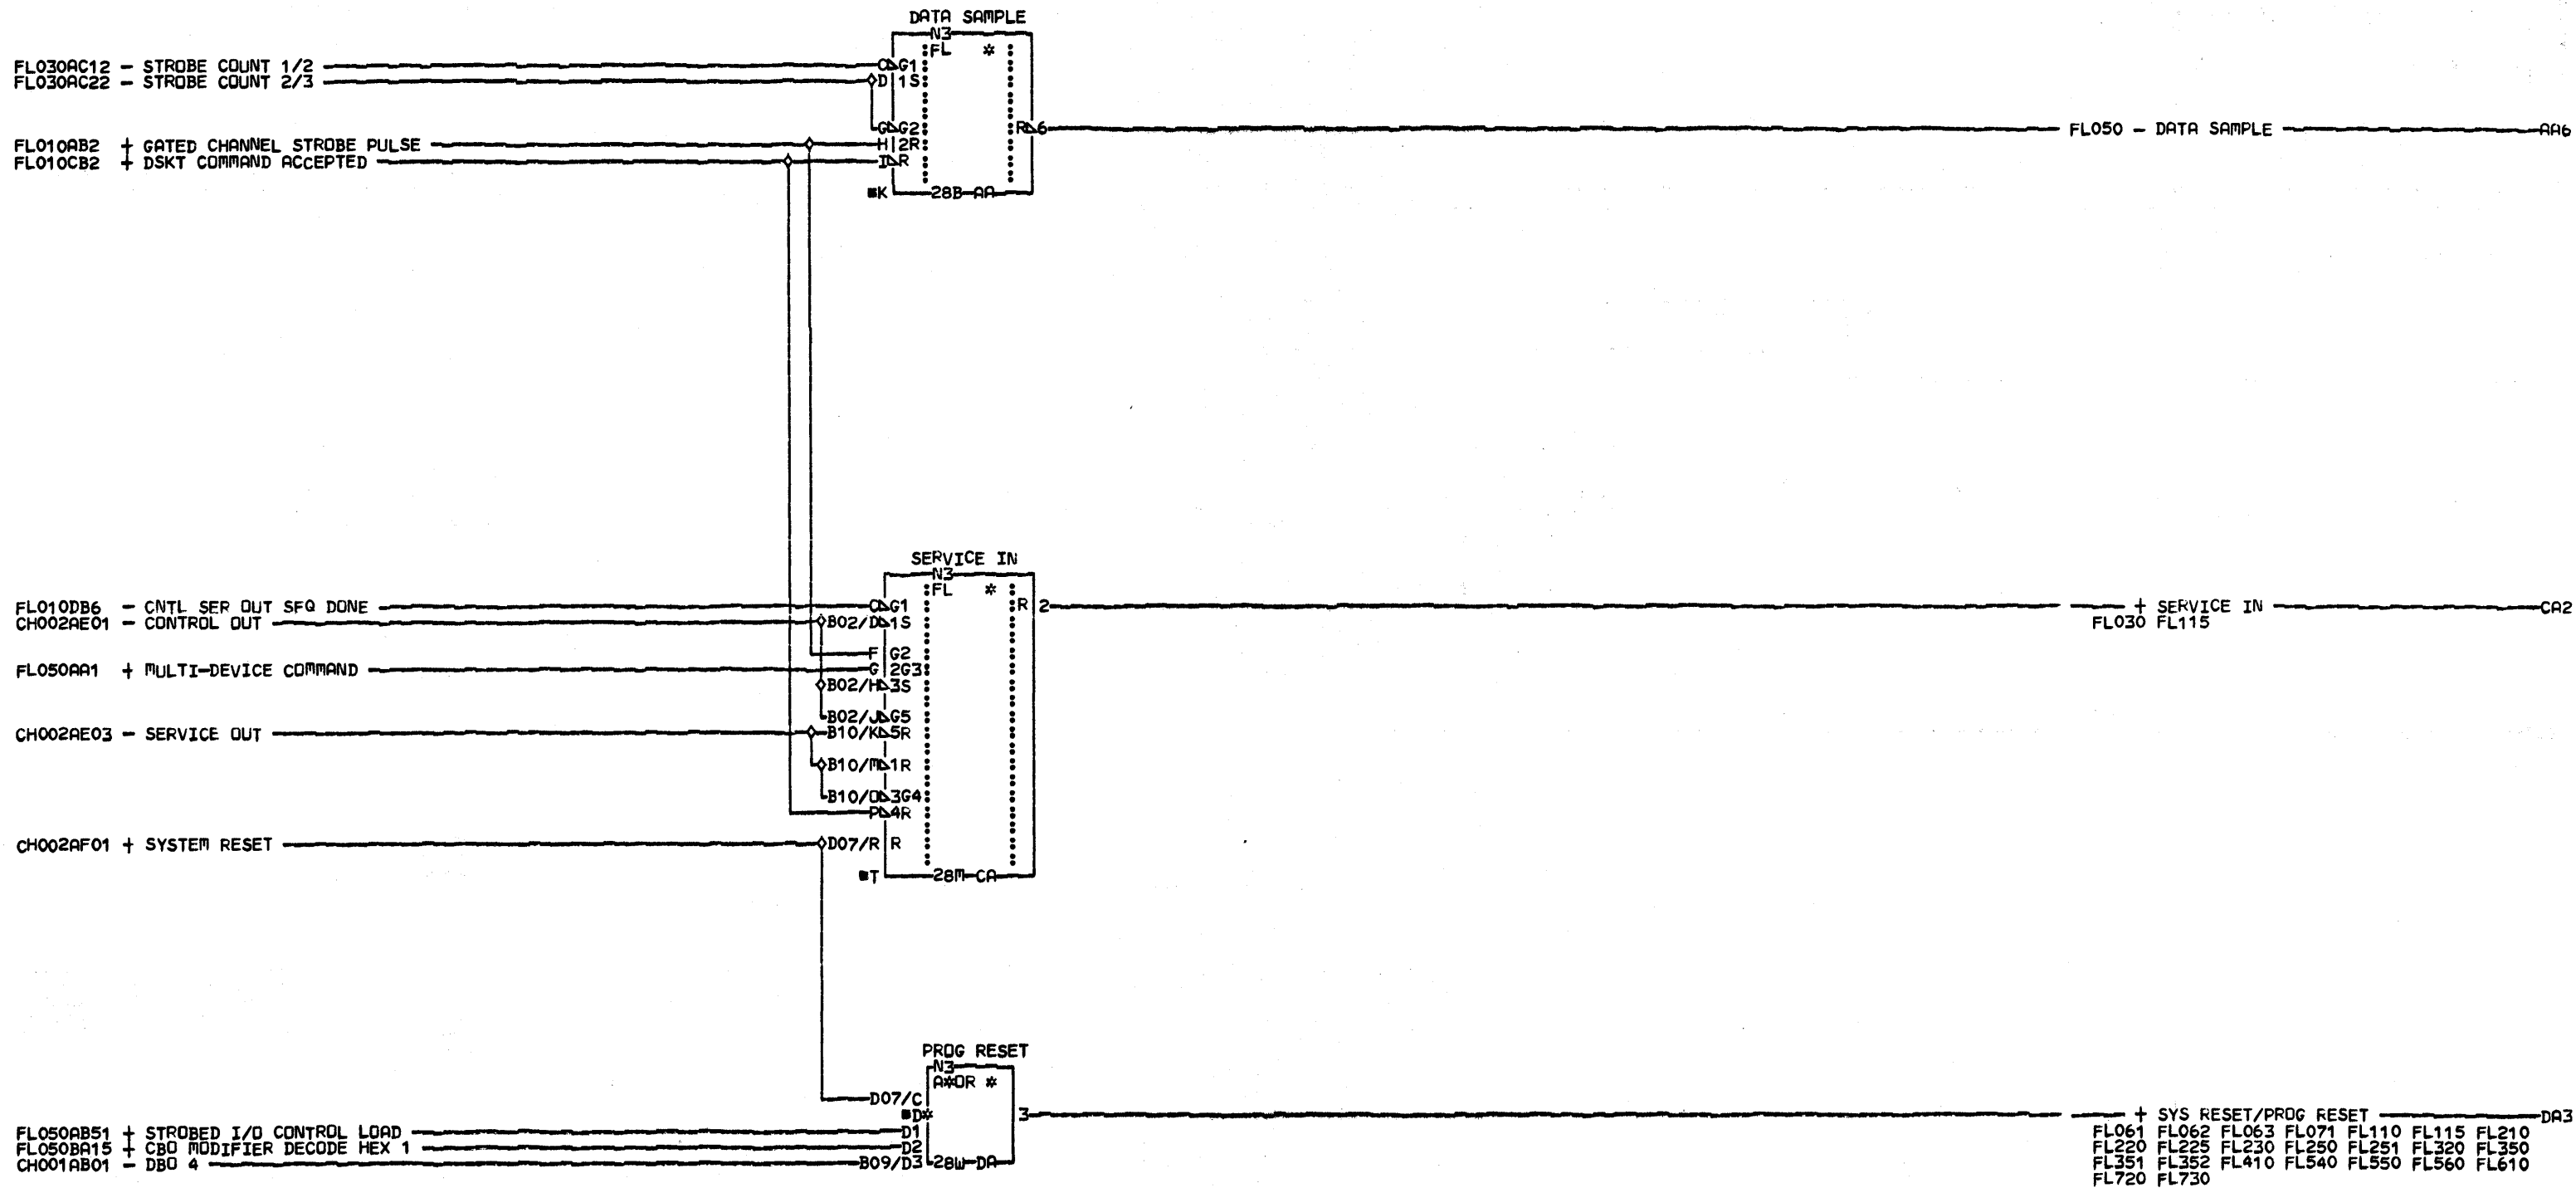 DATA SAMPLE
N3
FL *
FL030AC12 - STROBE COUNT 1/2 C G1
FL030AC22 - STROBE COUNT 2/3 D 1S
G G2 R 6 FL050 - DATA SAMPLE AA6
FL010AB2 + GATED CHANNEL STROBE PULSE H 2R
FL010CB2 + DSKT COMMAND ACCEPTED I R
K 28B-AA
SERVICE IN
N3
FL *
FL010DB6 - CNTL SER OUT SFQ DONE C G1 R 2 + SERVICE IN CA2
CH002AE01 - CONTROL OUT B02/D 1S FL030 FL115
F G2
FL050AA1 + MULTI-DEVICE COMMAND G 2G3
B02/H 3S
B02/J G5
CH002AE03 - SERVICE OUT B10/K 5R
B10/M 1R
B10/O 3G4
P 4R
CH002AF01 + SYSTEM RESET D07/R R
T 28M-CA
PROG RESET
N3
A*OR *
D07/C
D* 3 + SYS RESET/PROG RESET DA3
FL050AB51 + STROBED I/O CONTROL LOAD D1 FL061 FL062 FL063 FL071 FL110 FL115 FL210
FL050BA15 + CBO MODIFIER DECODE HEX 1 D2 FL220 FL225 FL230 FL250 FL251 FL320 FL350
CH001AB01 - DBO 4 B09/D3 28W-DA FL351 FL352 FL410 FL540 FL550 FL560 FL610
FL720 FL730